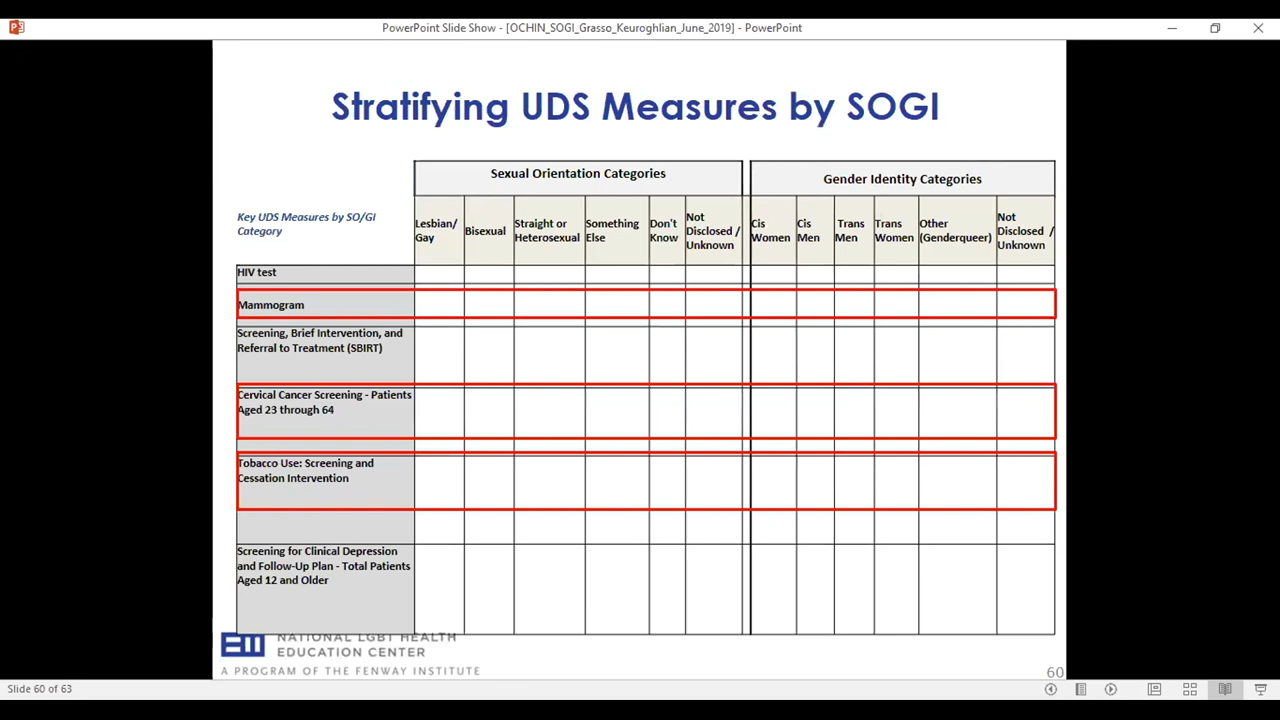 PowerPoint Slide Show - [OCHIN_SOGI_Grasso_Keuroghlian_June_2019] - PowerPoint
Stratifying UDS Measures by SOGI
Sexual Orientation Categories
Gender Identity Categories
Key UDS Measures by SO/GI
Category
Lesbian/
Gay
Bisexual
Straight or
Heterosexual
Something
Else
Don't
Know
Not
Disclosed /
Unknown
Cis
Women
Cis
Men
Trans
Men
Trans
Women
Other
(Genderqueer)
Not
Disclosed /
Unknown
HIV test
Mammogram
Screening, Brief Intervention, and
Referral to Treatment (SBIRT)
Cervical Cancer Screening - Patients
Aged 23 through 64
Tobacco Use: Screening and
Cessation Intervention
Screening for Clinical Depression
and Follow-Up Plan - Total Patients
Aged 12 and Older
NATIONAL LGBT HEALTH
EDUCATION CENTER
A PROGRAM OF THE FENWAY INSTITUTE
60
Slide 60 of 63